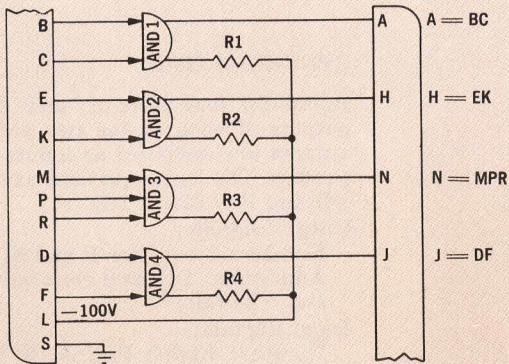 B
AND 1
A
A = BC
C
R1
E
AND 2
H
H = EK
K
R2
M
P
AND 3
N
N = MPR
R
R3
D
AND 4
J
J = DF
F
R4
L
—100V
S